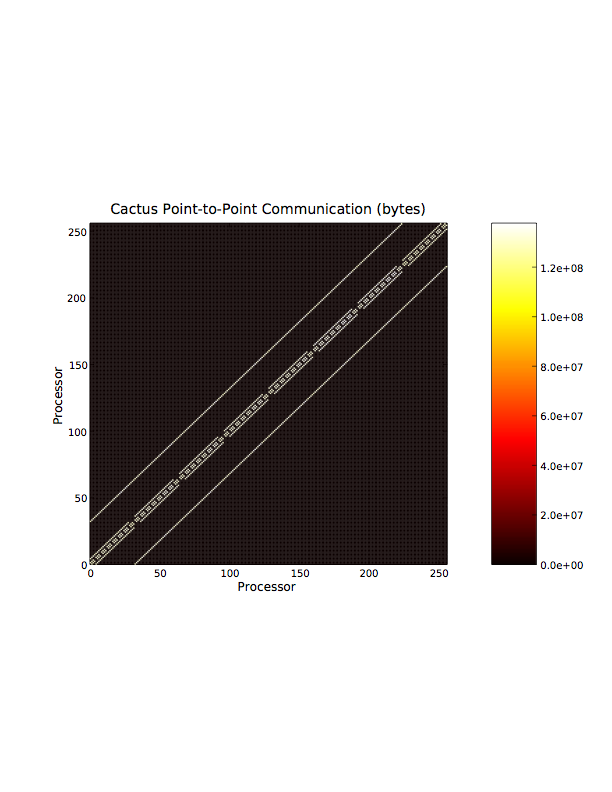 Cactus Point-to-Point Communication (bytes)
250
200
150
100
50
0
Processor
0 50 100 150 200 250
Processor
1.2e+08
1.0e+08
8.0e+07
6.0e+07
4.0e+07
2.0e+07
0.0e+00